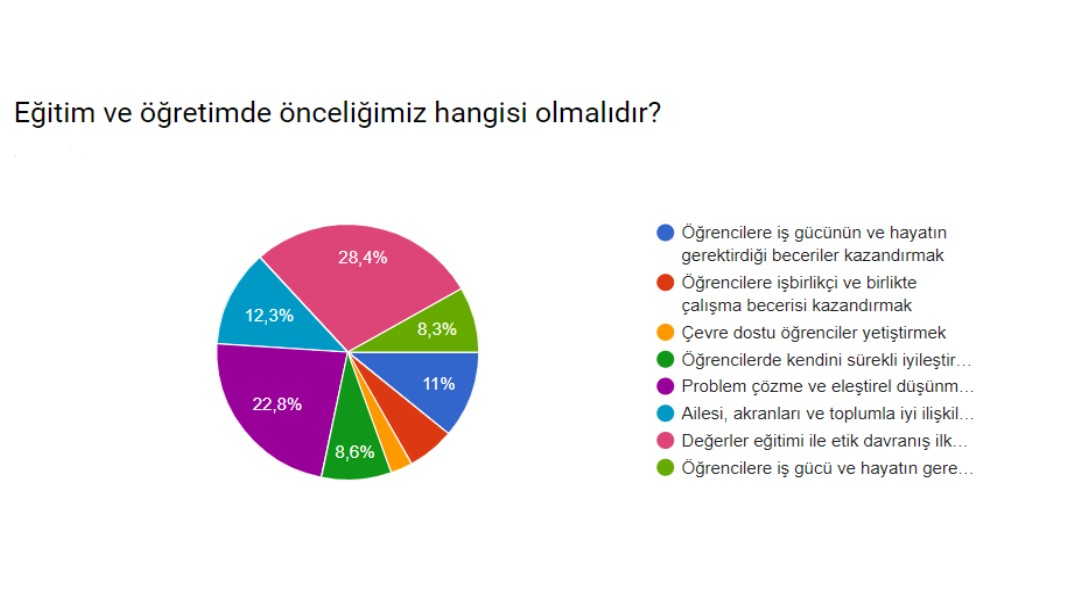 Eğitim ve öğretimde önceliğimiz hangisi olmalıdır?
28,4%
12,3%
8,3%
11%
22,8%
8,6%
Öğrencilere iş gücünün ve hayatın
gerektirdiği beceriler kazandırmak
Öğrencilere işbirlikçi ve birlikte
çalışma becerisi kazandırmak
Çevre dostu öğrenciler yetiştirmek
Öğrencilerde kendini sürekli iyileştir...
Problem çözme ve eleştirel düşünm...
Ailesi, akranları ve toplumla iyi ilişkil...
Değerler eğitimi ile etik davranış ilk...
Öğrencilere iş gücü ve hayatın gere...